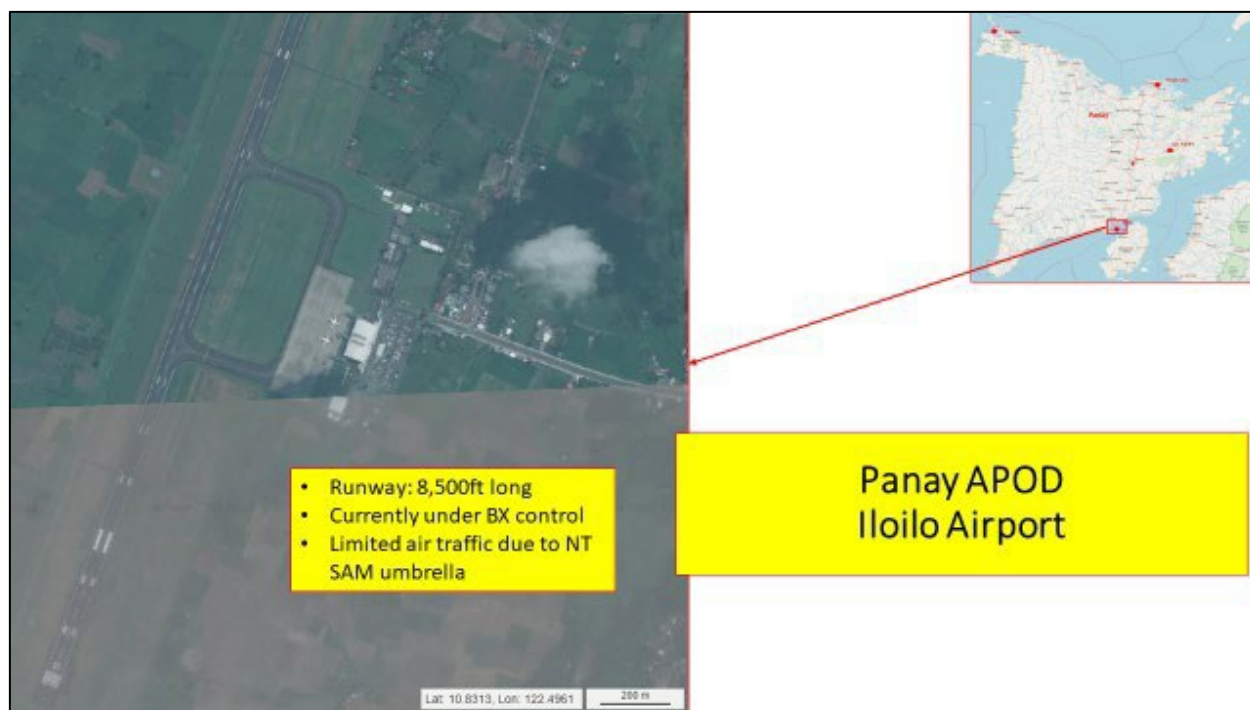 Panay
• Runway: 8,500ft long
• Currently under BX control
• Limited air traffic due to NT
SAM umbrella
Panay APOD
Iloilo Airport
Lat: 10.8313, Lon: 122.4961
200 m